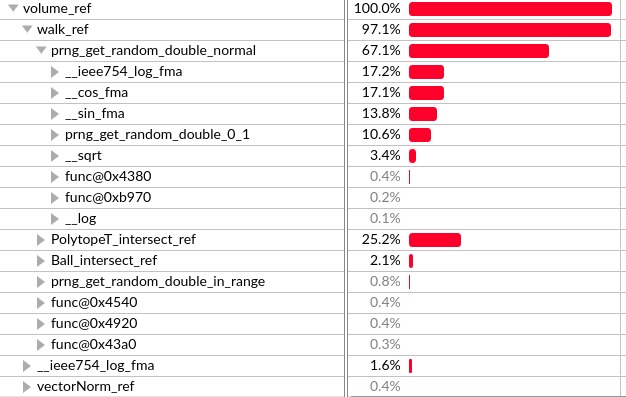 volume_ref 100.0%
walk_ref 97.1%
prng_get_random_double_normal 67.1%
__ieee754_log_fma 17.2%
__cos_fma 17.1%
__sin_fma 13.8%
prng_get_random_double_0_1 10.6%
__sqrt 3.4%
func@0x4380 0.4%
func@0xb970 0.2%
__log 0.1%
PolytopeT_intersect_ref 25.2%
Ball_intersect_ref 2.1%
prng_get_random_double_in_range 0.8%
func@0x4540 0.4%
func@0x4920 0.4%
func@0x43a0 0.3%
__ieee754_log_fma 1.6%
vectorNorm_ref 0.4%